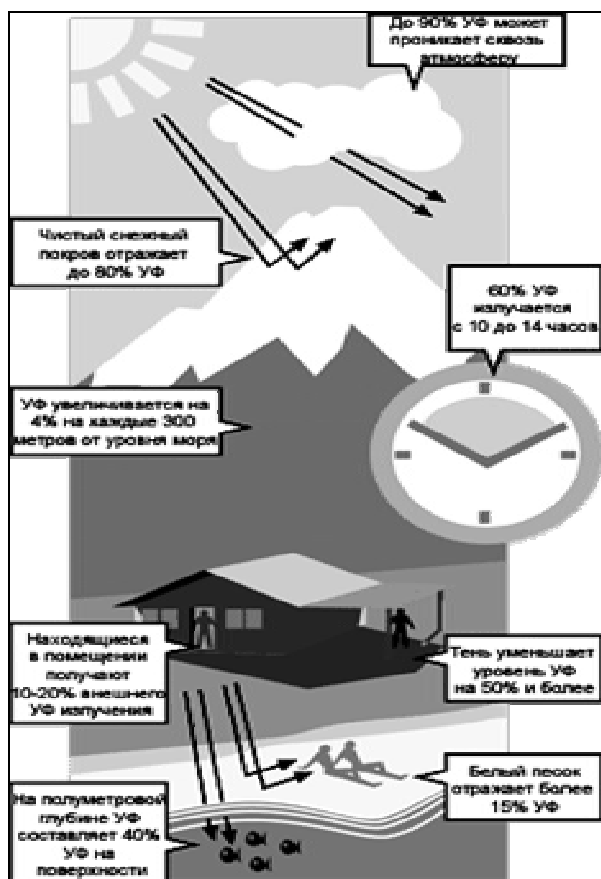 До 90% УФ может
проникает сквозь
атмосферу
Чистый снежный
покров отражает
до 80% УФ
60% УФ
излучается
с 10 до 14 часов
УФ увеличивается на
4% на каждые 300
метров от уровня моря
Находящиеся
в помещении
получают
10-20% внешнего
УФ излучения
Тень уменьшает
уровень УФ
на 50% и более
Белый песок
отражает более
15% УФ
На полуметровой
глубине УФ
составляет 40%
УФ на
поверхности